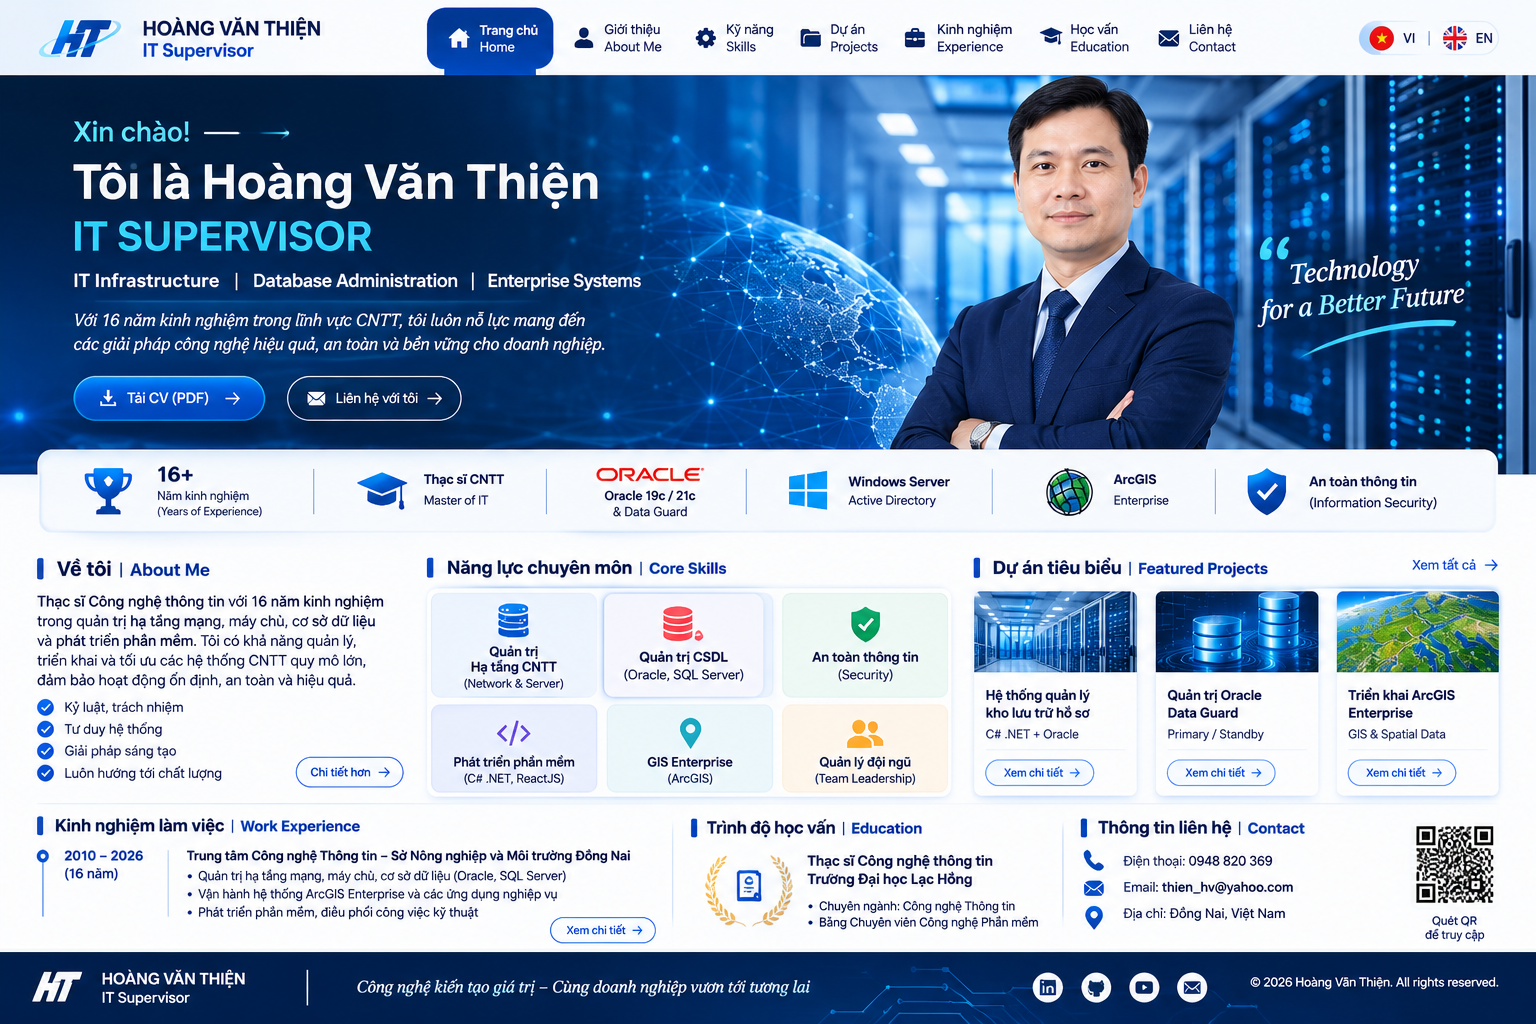 HT
HOÀNG VĂN THIỆN
IT Supervisor
Trang chủ
Home
Giới thiệu
About Me
Kỹ năng
Skills
Dự án
Projects
Kinh nghiệm
Experience
Học vấn
Education
Liên hệ
Contact
VI | EN
Xin chào!
Tôi là Hoàng Văn Thiện
IT SUPERVISOR
IT Infrastructure | Database Administration | Enterprise Systems
Với 16 năm kinh nghiệm trong lĩnh vực CNTT, tôi luôn nỗ lực mang đến
các giải pháp công nghệ hiệu quả, an toàn và bền vững cho doanh nghiệp.
Tải CV (PDF) →
Liên hệ với tôi →
“Technology
for a Better Future
16+
Năm kinh nghiệm
(Years of Experience)
Thạc sĩ CNTT
Master of IT
ORACLE
Oracle 19c / 21c
& Data Guard
Windows Server
Active Directory
ArcGIS
Enterprise
An toàn thông tin
(Information Security)
Về tôi | About Me
Thạc sĩ Công nghệ thông tin với 16 năm kinh nghiệm
trong quản trị hạ tầng mạng, máy chủ, cơ sở dữ liệu
và phát triển phần mềm. Tôi có khả năng quản lý,
triển khai và tối ưu các hệ thống CNTT quy mô lớn,
đảm bảo hoạt động ổn định, an toàn và hiệu quả.
Kỷ luật, trách nhiệm
Tư duy hệ thống
Giải pháp sáng tạo
Luôn hướng tới chất lượng
Chi tiết hơn →
Năng lực chuyên môn | Core Skills
Quản trị
Hạ tầng CNTT
(Network & Server)
Quản trị CSDL
(Oracle, SQL Server)
An toàn thông tin
(Security)
</>
Phát triển phần mềm
(C# .NET, ReactJS)
GIS Enterprise
(ArcGIS)
Quản lý đội ngũ
(Team Leadership)
Dự án tiêu biểu | Featured Projects
Xem tất cả →
Hệ thống quản lý
kho lưu trữ hồ sơ
C# .NET + Oracle
Xem chi tiết →
Quản trị Oracle
Data Guard
Primary / Standby
Xem chi tiết →
Triển khai ArcGIS
Enterprise
GIS & Spatial Data
Xem chi tiết →
Kinh nghiệm làm việc | Work Experience
2010 – 2026
(16 năm)
Trung tâm Công nghệ Thông tin – Sở Nông nghiệp và Môi trường Đồng Nai
• Quản trị hạ tầng mạng, máy chủ, cơ sở dữ liệu (Oracle, SQL Server)
• Vận hành hệ thống ArcGIS Enterprise và các ứng dụng nghiệp vụ
• Phát triển phần mềm, điều phối công việc kỹ thuật
Xem chi tiết →
Trình độ học vấn | Education
Thạc sĩ Công nghệ thông tin
Trường Đại học Lạc Hồng
• Chuyên ngành: Công nghệ Thông tin
• Bằng Chuyên viên Công nghệ Phần mềm
Thông tin liên hệ | Contact
Điện thoại: 0948 820 369
Email: thien_hv@yahoo.com
Địa chỉ: Đồng Nai, Việt Nam
Quét QR
để truy cập
HT
HOÀNG VĂN THIỆN
IT Supervisor
Công nghệ kiến tạo giá trị – Cùng doanh nghiệp vươn tới tương lai
in
© 2026 Hoàng Văn Thiện. All rights reserved.